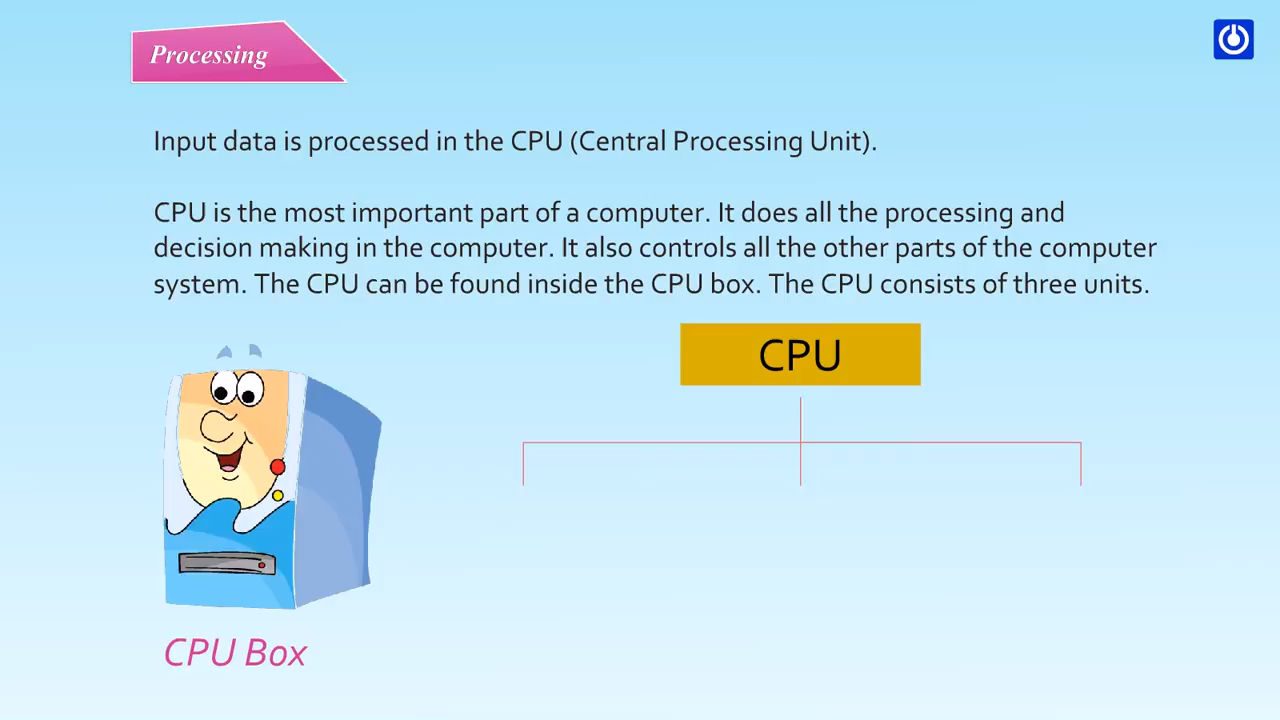 Processing
Input data is processed in the CPU (Central Processing Unit).
CPU is the most important part of a computer. It does all the processing and
decision making in the computer. It also controls all the other parts of the computer
system. The CPU can be found inside the CPU box. The CPU consists of three units.
CPU
CPU Box